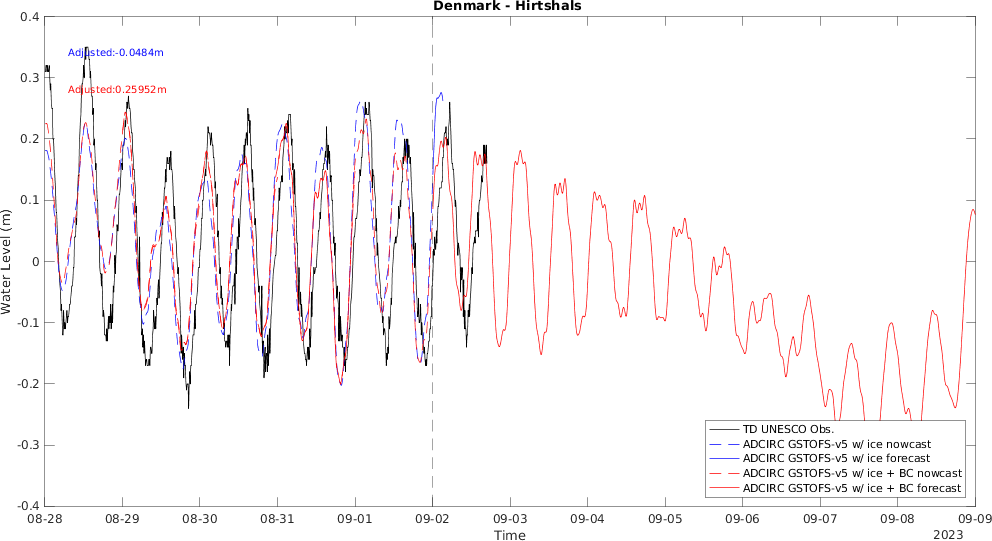 Denmark - Hirtshals
Adjusted:-0.0484m
Adjusted:0.25952m
Water Level (m)
0.4
0.3
0.2
0.1
0
-0.1
-0.2
-0.3
-0.4
TD UNESCO Obs.
ADCIRC GSTOFS-v5 w/ ice nowcast
ADCIRC GSTOFS-v5 w/ ice forecast
ADCIRC GSTOFS-v5 w/ ice + BC nowcast
ADCIRC GSTOFS-v5 w/ ice + BC forecast
08-28 08-29 08-30 08-31 09-01 09-02 09-03 09-04 09-05 09-06 09-07 09-08 09-09
Time
2023